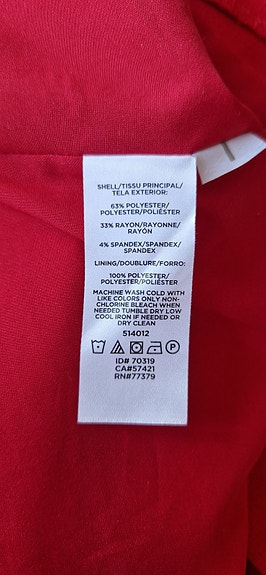 SHELL/TISSU PRINCIPAL/
TELA EXTERIOR:
63% POLYESTER/
POLYESTER/POLIÉSTER
33% RAYON/RAYONNE/
RAYÓN
4% SPANDEX/SPANDEX/
SPANDEX
LINING/DOUBLURE/FORRO:
100% POLYESTER/
POLYESTER/POLIÉSTER
MACHINE WASH COLD WITH
LIKE COLORS ONLY NON-
CHLORINE BLEACH WHEN
NEEDED TUMBLE DRY LOW
COOL IRON IF NEEDED OR
DRY CLEAN
514012
P
ID# 70319
CA#57421
RN#77379